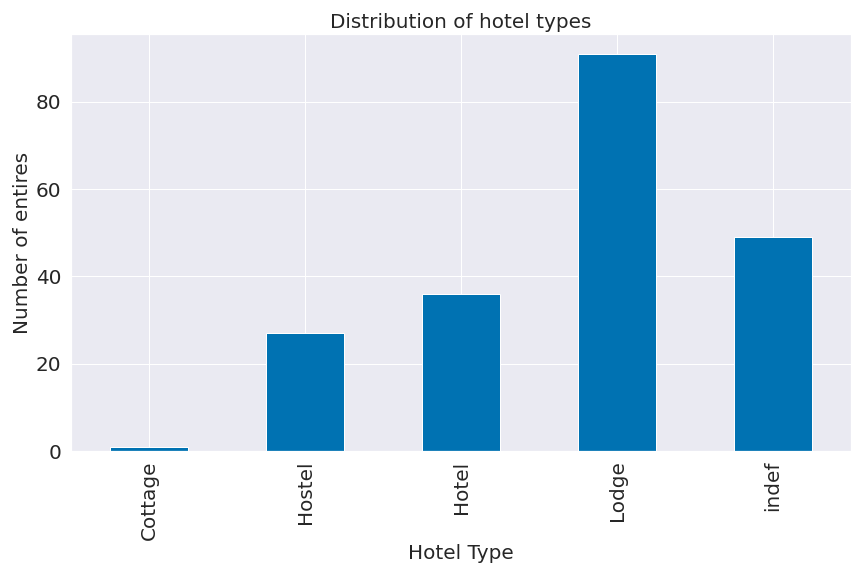 Distribution of hotel types
Number of entires
80
60
40
20
0
Cottage
Hostel
Hotel
Lodge
indef
Hotel Type